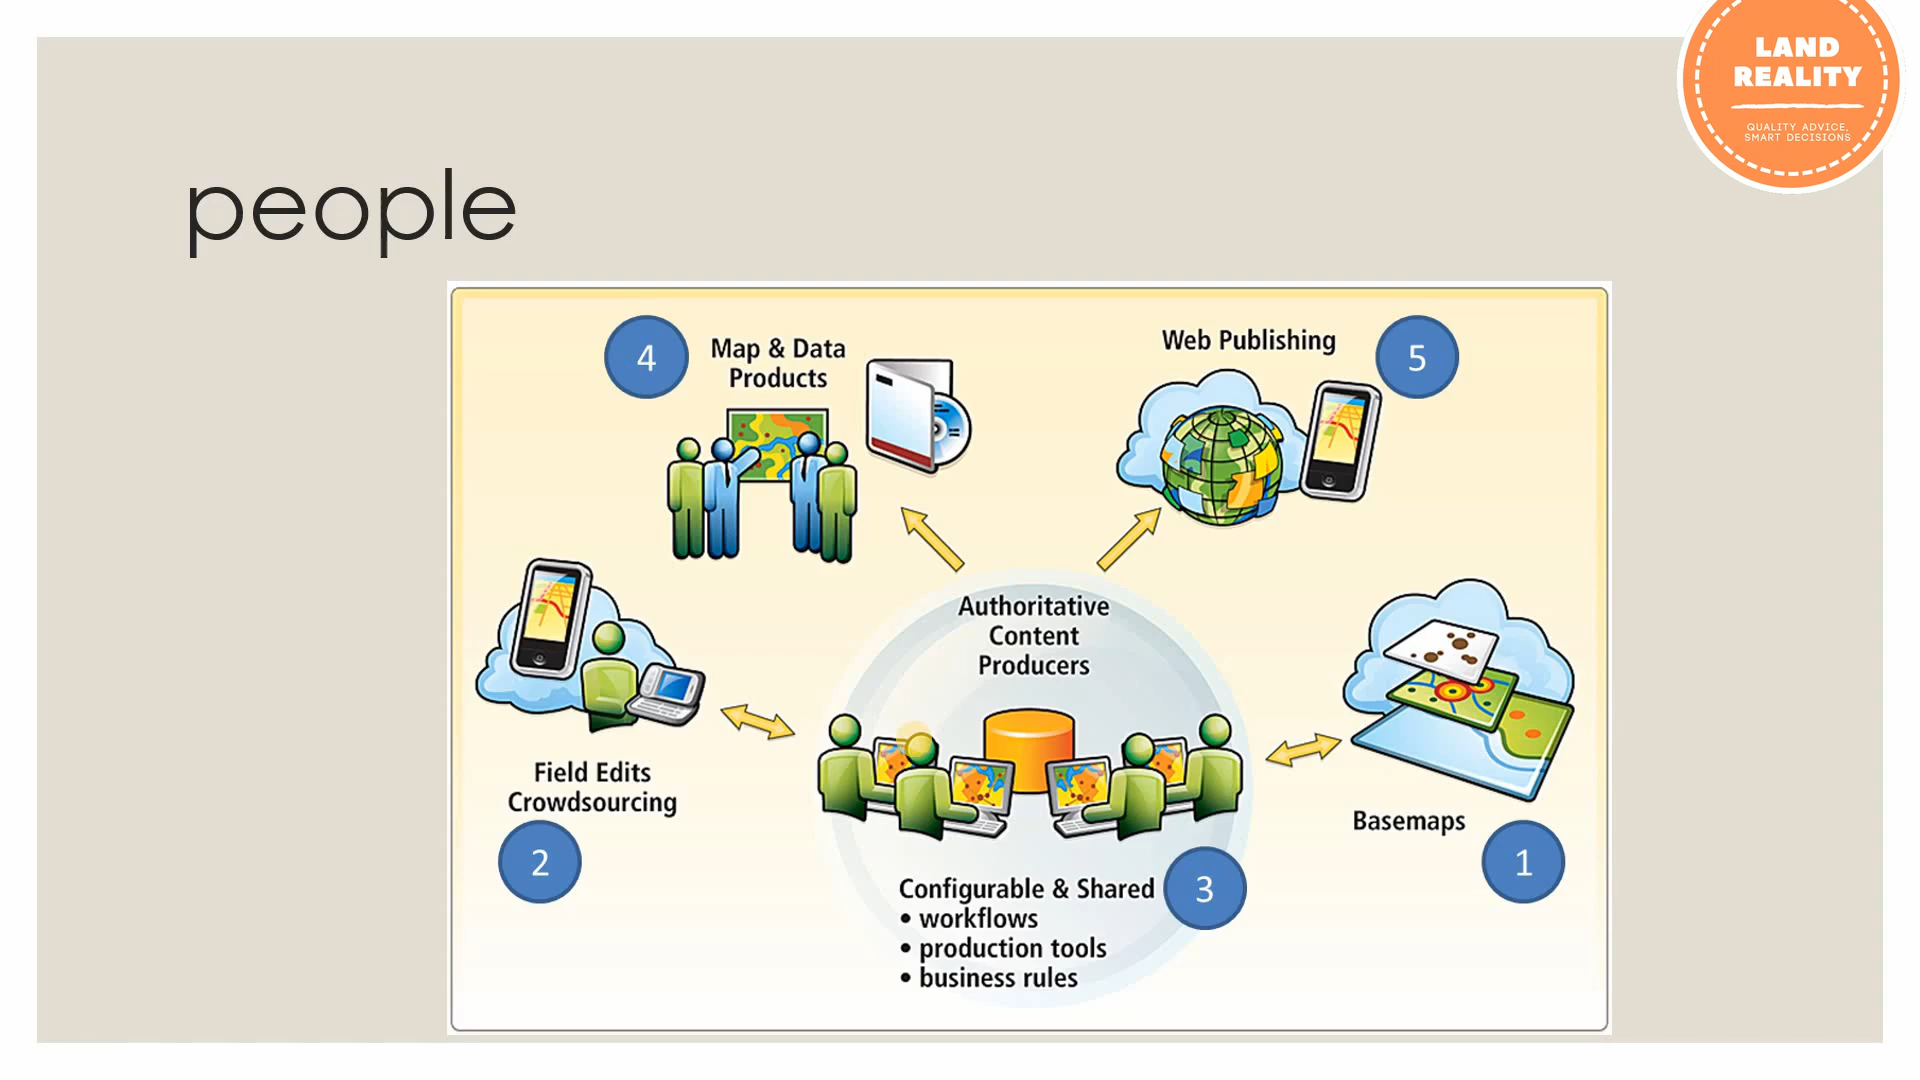 LAND
REALITY
QUALITY ADVICE,
SMART DECISIONS
people
4
Map & Data
Products
Web Publishing
5
Authoritative
Content
Producers
Field Edits
Crowdsourcing
2
Basemaps
1
Configurable & Shared
3
• workflows
• production tools
• business rules